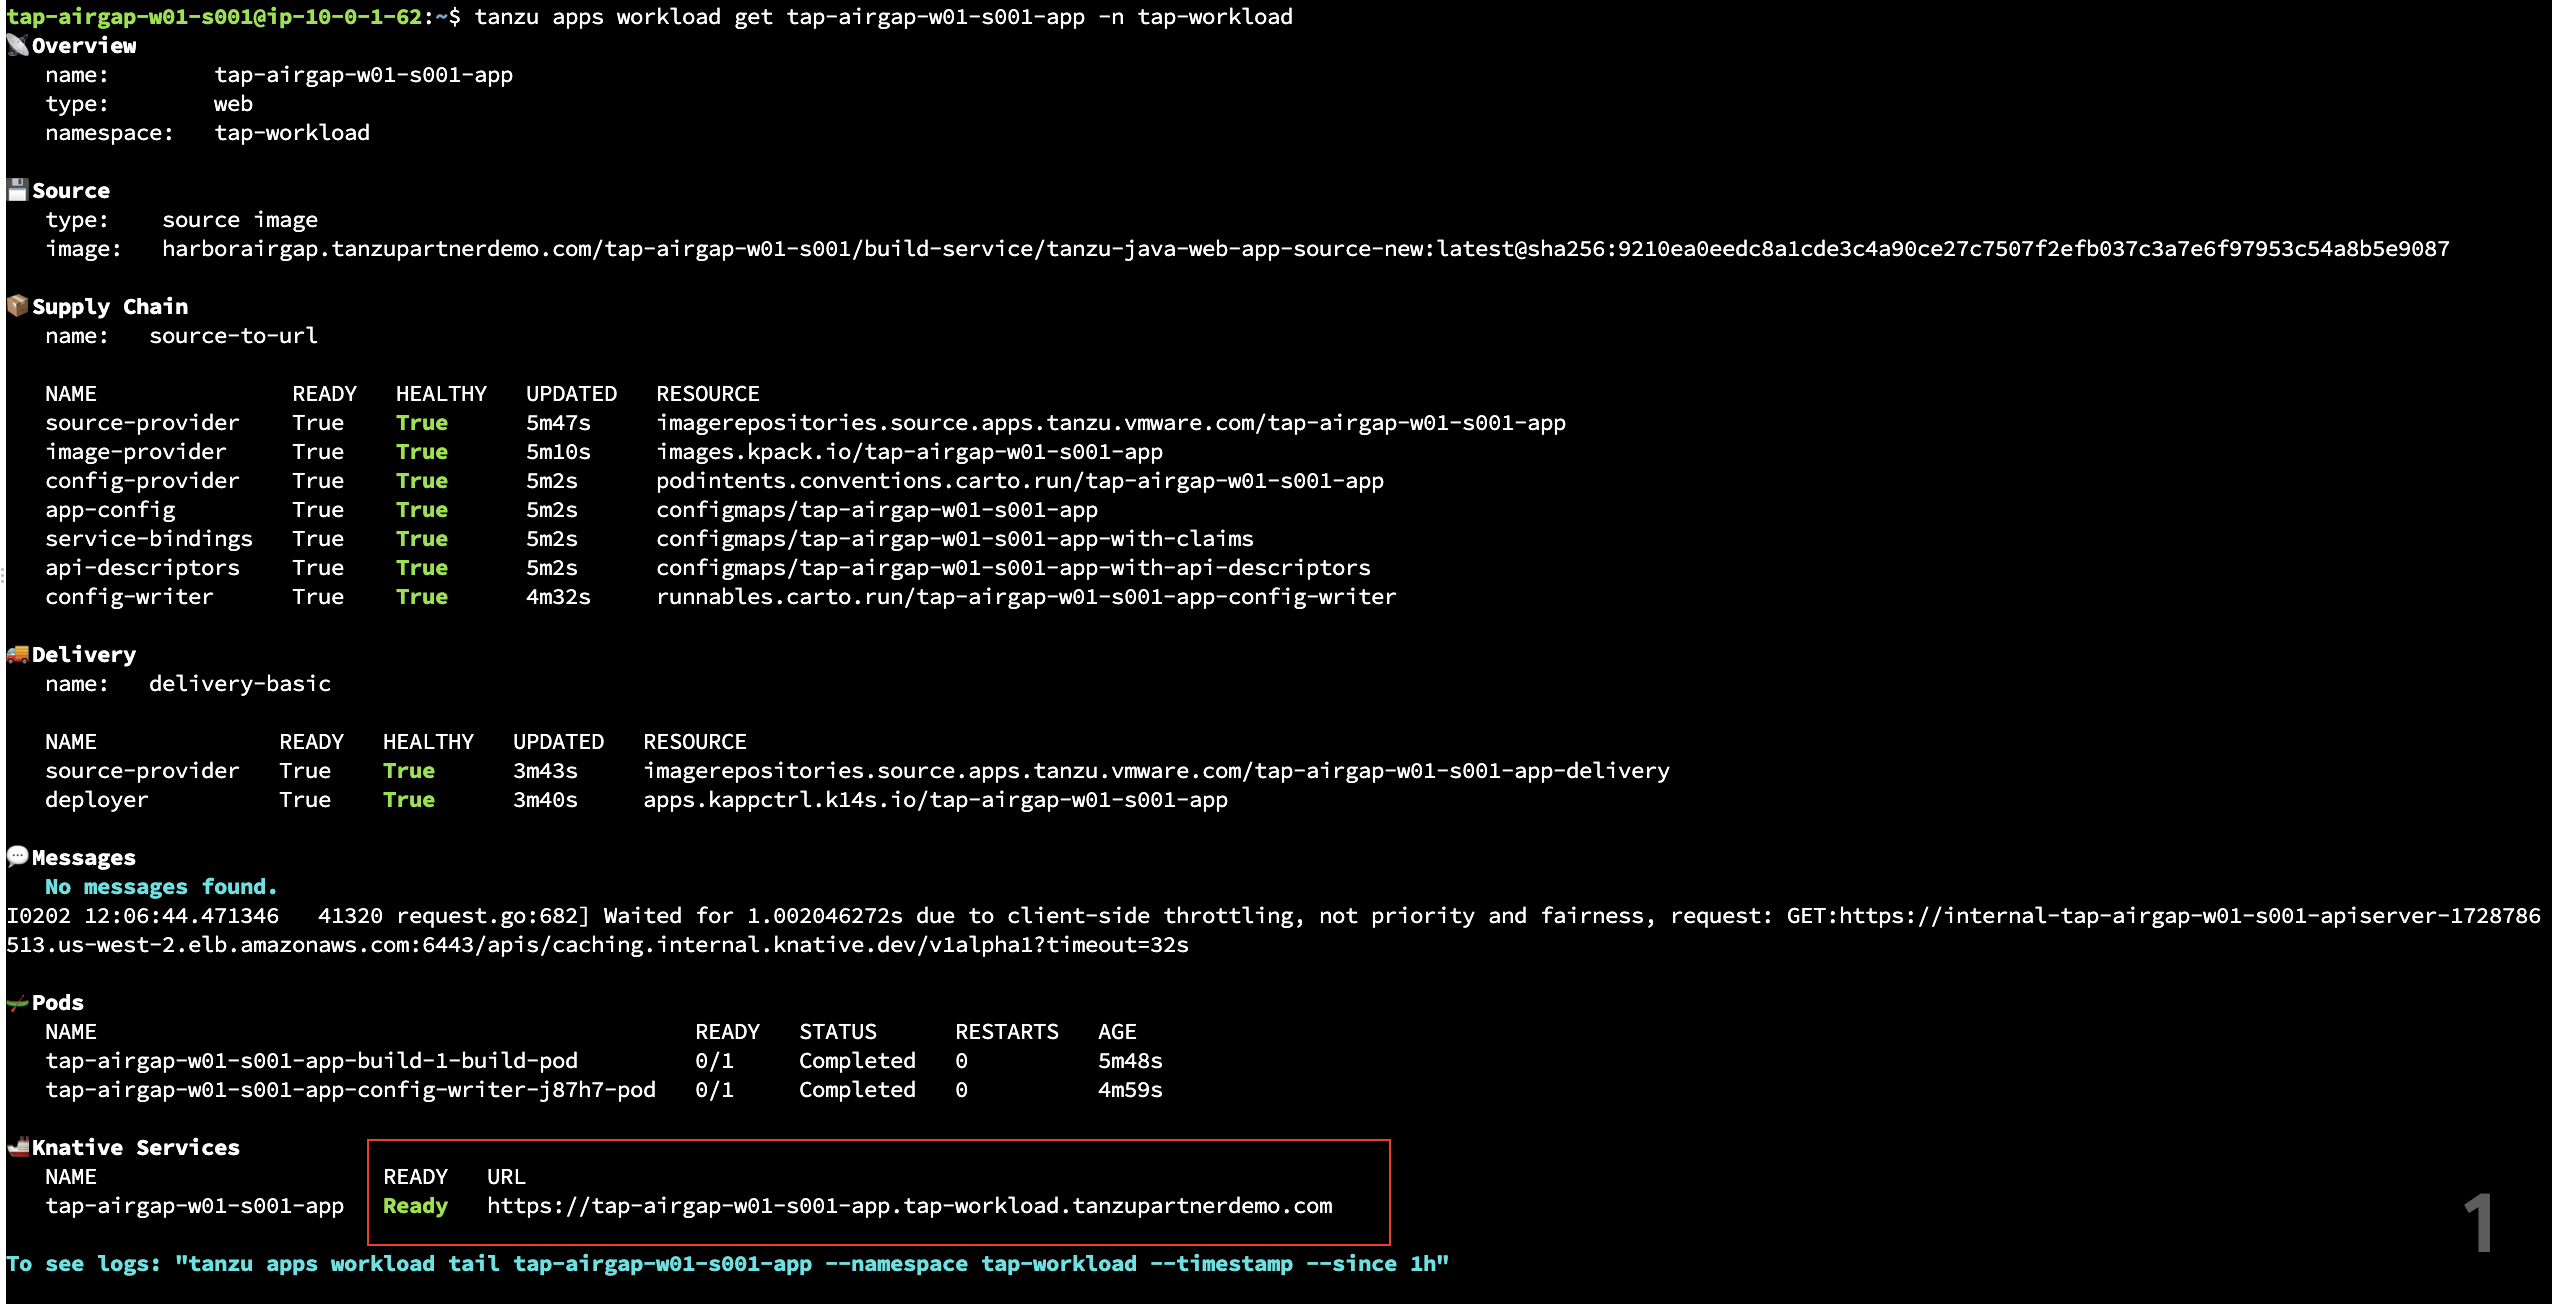 tap-airgap-w01-s001@ip-10-0-1-62:~$ tanzu apps workload get tap-airgap-w01-s001-app -n tap-workload
Overview
name: tap-airgap-w01-s001-app
type: web
namespace: tap-workload
Source
type: source image
image: harborairgap.tanzupartnerdemo.com/tap-airgap-w01-s001/build-service/tanzu-java-web-app-source-new:latest@sha256:9210ea0eedc8a1cde3c4a90ce27c7507f2efb037c3a7e6f97953c54a8b5e9087
Supply Chain
name: source-to-url
NAME READY HEALTHY UPDATED RESOURCE
source-provider True True 5m47s imagerepositories.source.apps.tanzu.vmware.com/tap-airgap-w01-s001-app
image-provider True True 5m10s images.kpack.io/tap-airgap-w01-s001-app
config-provider True True 5m2s podintents.conventions.carto.run/tap-airgap-w01-s001-app
app-config True True 5m2s configmaps/tap-airgap-w01-s001-app
service-bindings True True 5m2s configmaps/tap-airgap-w01-s001-app-with-claims
api-descriptors True True 5m2s configmaps/tap-airgap-w01-s001-app-with-api-descriptors
config-writer True True 4m32s runnables.carto.run/tap-airgap-w01-s001-app-config-writer
Delivery
name: delivery-basic
NAME READY HEALTHY UPDATED RESOURCE
source-provider True True 3m43s imagerepositories.source.apps.tanzu.vmware.com/tap-airgap-w01-s001-app-delivery
deployer True True 3m40s apps.kappctrl.k14s.io/tap-airgap-w01-s001-app
Messages
No messages found.
I0202 12:06:44.471346 41320 request.go:682] Waited for 1.002046272s due to client-side throttling, not priority and fairness, request: GET:https://internal-tap-airgap-w01-s001-apiserver-1728786
513.us-west-2.elb.amazonaws.com:6443/apis/caching.internal.knative.dev/v1alpha1?timeout=32s
Pods
NAME READY STATUS RESTARTS AGE
tap-airgap-w01-s001-app-build-1-build-pod 0/1 Completed 0 5m48s
tap-airgap-w01-s001-app-config-writer-j87h7-pod 0/1 Completed 0 4m59s
Knative Services
NAME READY URL
tap-airgap-w01-s001-app Ready https://tap-airgap-w01-s001-app.tap-workload.tanzupartnerdemo.com
1
To see logs: "tanzu apps workload tail tap-airgap-w01-s001-app --namespace tap-workload --timestamp --since 1h"